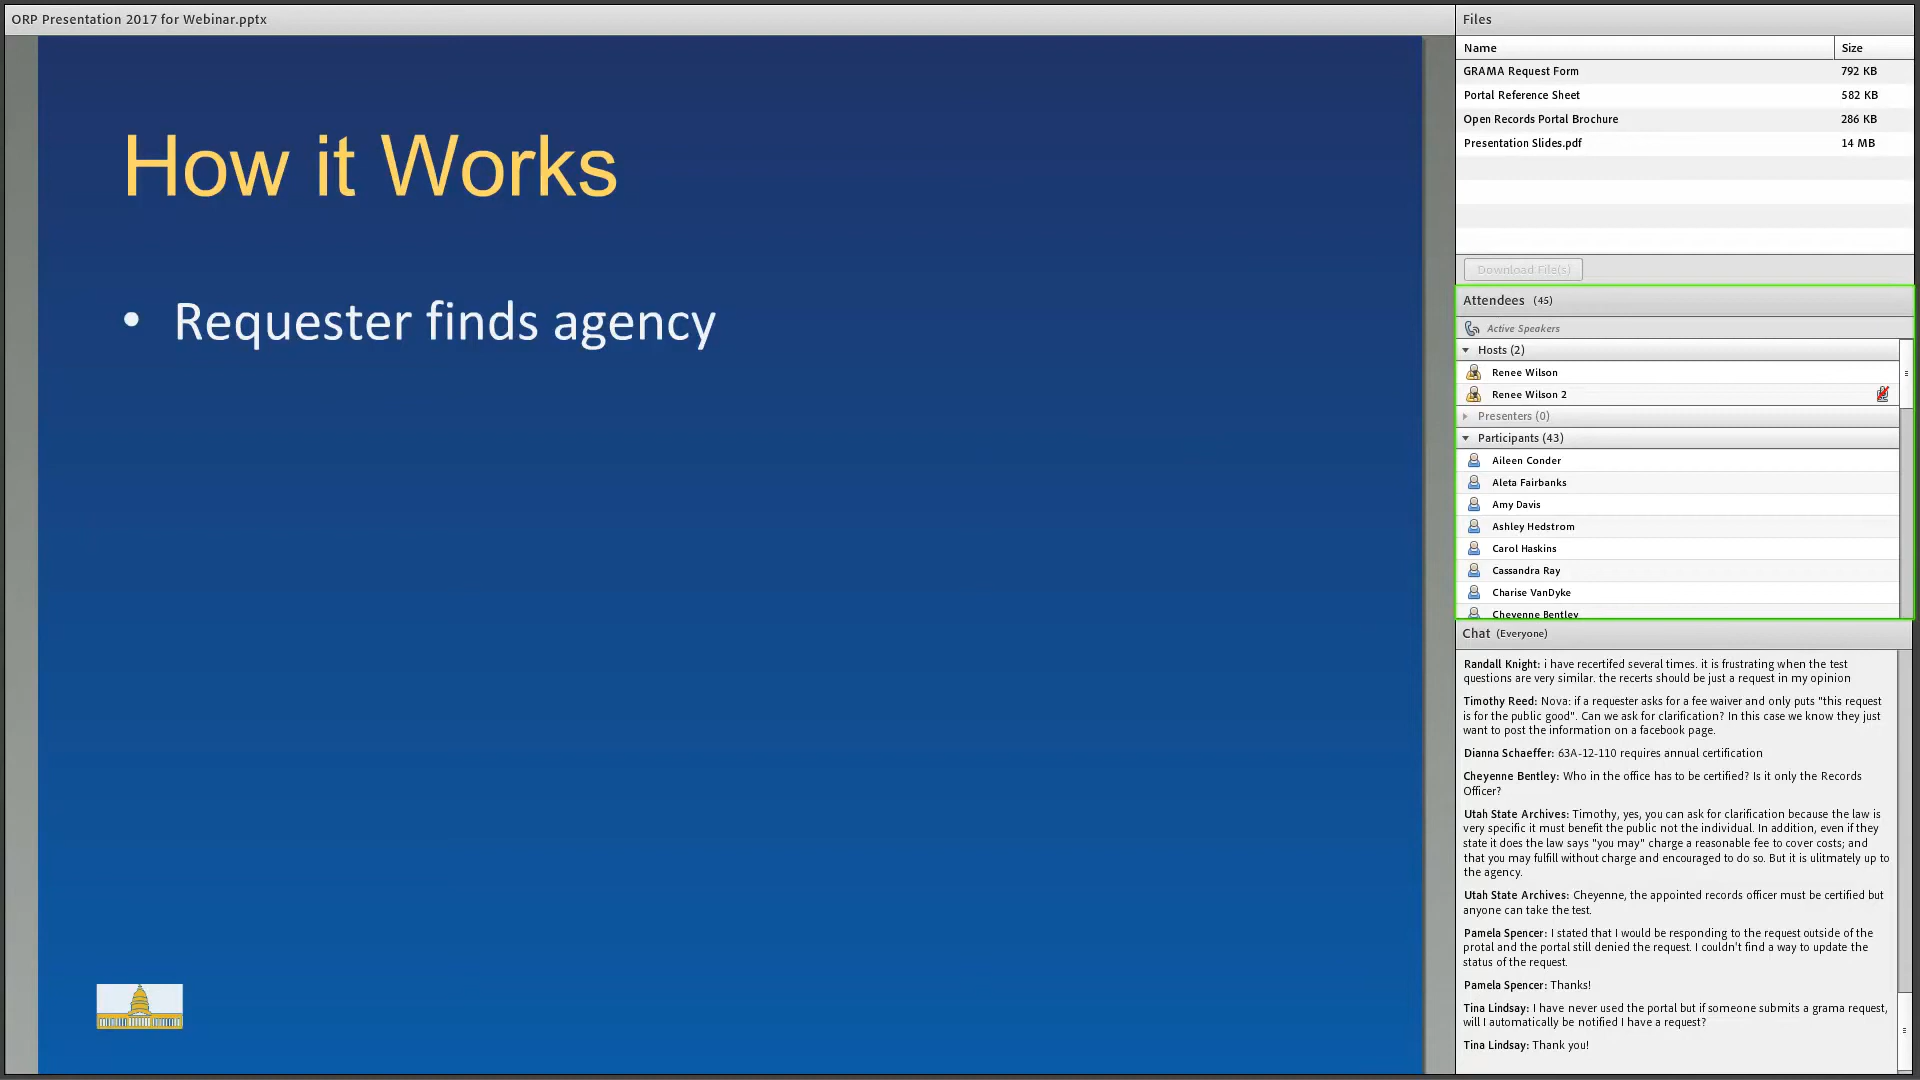 ORP Presentation 2017 for Webinar.pptx
How it Works
• Requester finds agency
Files
Name Size
GRAMA Request Form 792 KB
Portal Reference Sheet 582 KB
Open Records Portal Brochure 286 KB
Presentation Slides.pdf 14 MB
Download File(s)
Attendees (45)
Active Speakers
Hosts (2)
Renee Wilson
Renee Wilson 2
Presenters (0)
Participants (43)
Aileen Conder
Aleta Fairbanks
Amy Davis
Ashley Hedstrom
Carol Haskins
Cassandra Ray
Charise VanDyke
Cheyenne Bentley
Chat (Everyone)
Randall Knight: i have recertifed several times. it is frustrating when the test
questions are very similar. the recerts should be just a request in my opinion
Timothy Reed: Nova: if a requester asks for a fee waiver and only puts "this request
is for the public good". Can we ask for clarification? In this case we know they just
want to post the information on a facebook page.
Dianna Schaeffer: 63A-12-110 requires annual certification
Cheyenne Bentley: Who in the office has to be certified? Is it only the Records
Officer?
Utah State Archives: Timothy, yes, you can ask for clarification because the law is
very specific it must benefit the public not the individual. In addition, even if they
state it does the law says "you may" charge a reasonable fee to cover costs; and
that you may fulfill without charge and encouraged to do so. But it is ulitmately up to
the agency.
Utah State Archives: Cheyenne, the appointed records officer must be certified but
anyone can take the test.
Pamela Spencer: I stated that I would be responding to the request outside of the
protal and the portal still denied the request. I couldn't find a way to update the
status of the request.
Pamela Spencer: Thanks!
Tina Lindsay: I have never used the portal but if someone submits a grama request,
will I automatically be notified I have a request?
Tina Lindsay: Thank you!